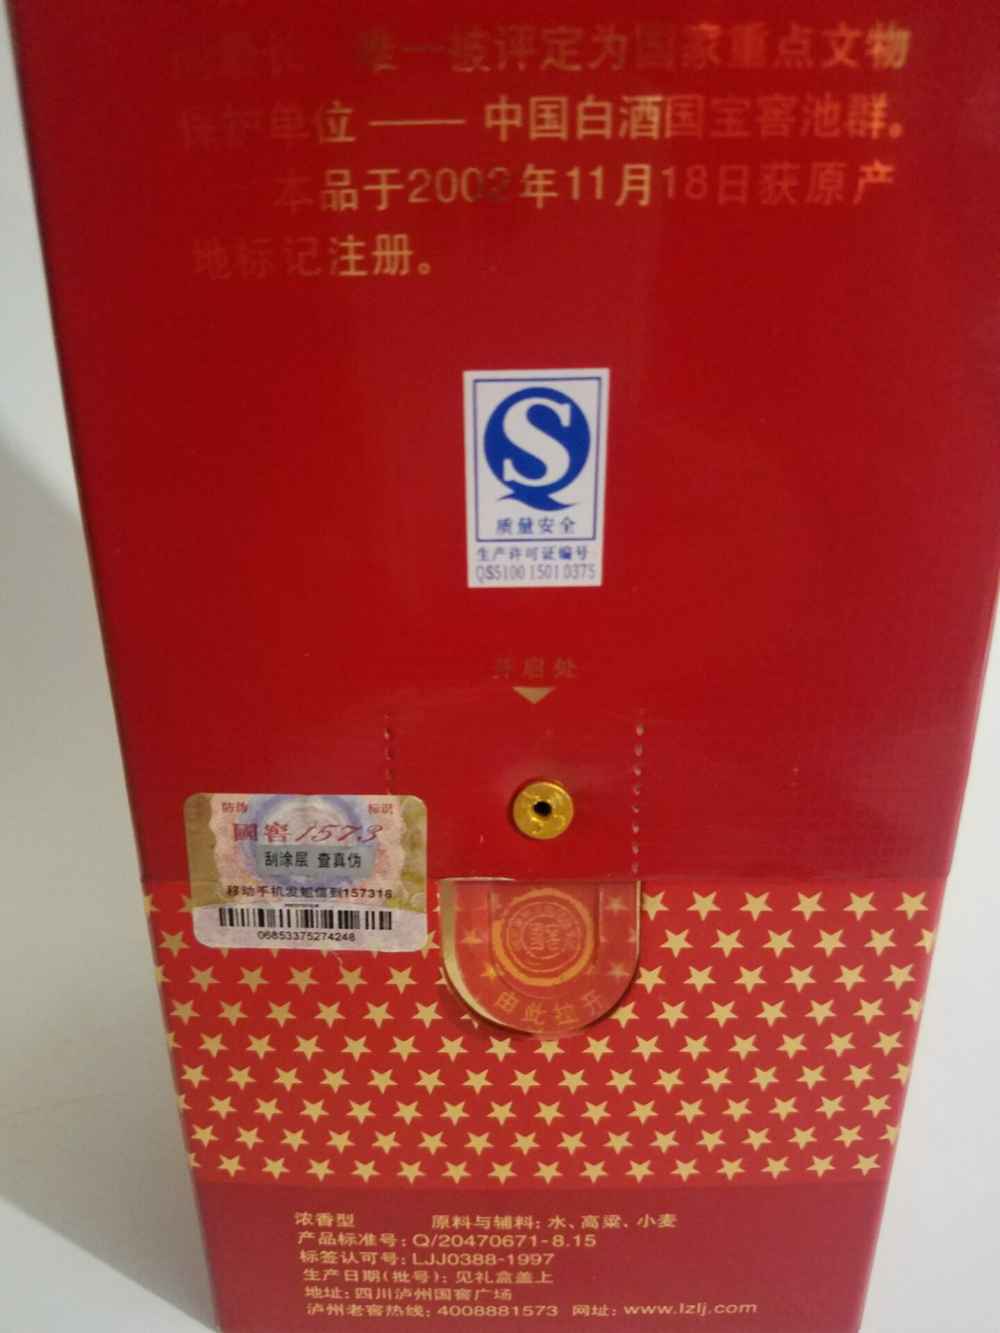 唯一被评定为国家重点文物
保护单位 —— 中国白酒国宝窖池群。
本品于2002年11月18日获原产
地标记注册。
质量安全
生产许可证编号
QS5100 1501 0375
开启处
防伪 标识
國窖1573
刮涂层 查真伪
移动手机发短信到157316
06853375274248
由此拉开
浓香型 原料与辅料: 水、高粱、小麦
产品标准号: Q/20470671-8.15
标签认可号: LJJ0388-1997
生产日期(批号): 见礼盒盖上
地址: 四川泸州国窖广场
泸州老窖热线: 4008881573 网址: www.lzlj.com